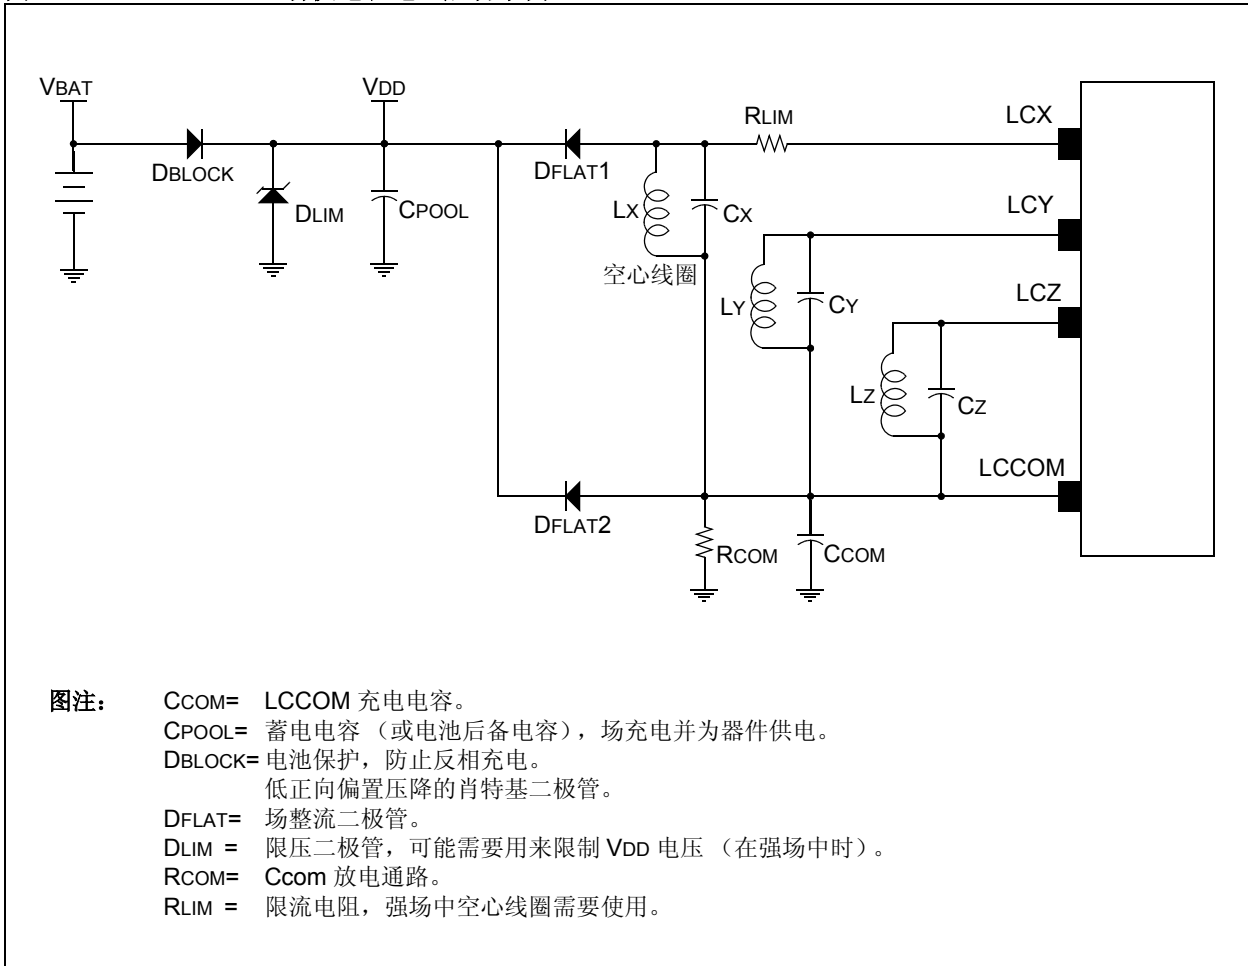 VBAT
VDD
DBLOCK
DLIM
CPOOL
DFLAT1
RLIM
LCX
LX
CX
空心线圈
LCY
LY
CY
LCZ
LZ
CZ
LCCOM
DFLAT2
RCOM
CCOM
图注： CCOM= LCCOM 充电电容。
CPOOL= 蓄电电容 （或电池后备电容），场充电并为器件供电。
DBLOCK= 电池保护，防止反相充电。
低正向偏置压降的肖特基二极管。
DFLAT= 场整流二极管。
DLIM = 限压二极管，可能需要用来限制 VDD 电压 （在强场中时）。
RCOM= Ccom 放电通路。
RLIM = 限流电阻，强场中空心线圈需要使用。